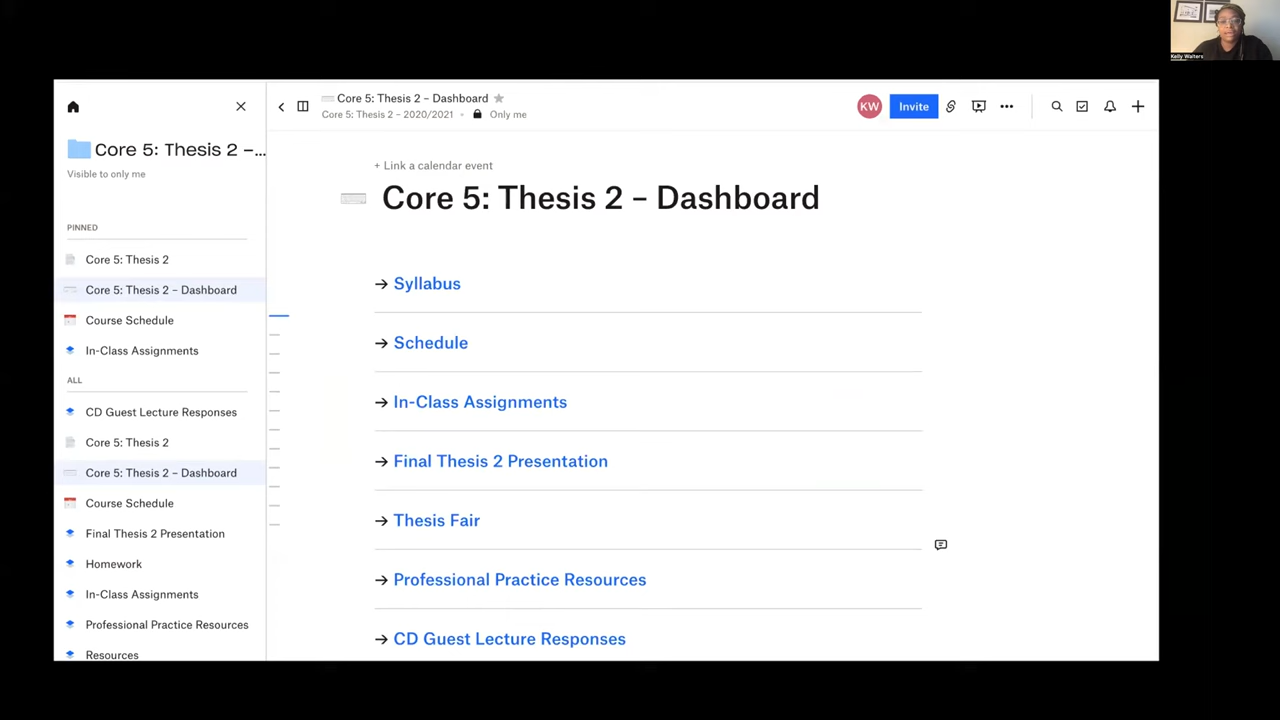 Kelly Walters
Core 5: Thesis 2 – Dashboard
Core 5: Thesis 2 – 2020/2021 • Only me
KW
Invite
Core 5: Thesis 2 –...
Visible to only me
PINNED
Core 5: Thesis 2
Core 5: Thesis 2 – Dashboard
Course Schedule
In-Class Assignments
ALL
CD Guest Lecture Responses
Core 5: Thesis 2
Core 5: Thesis 2 – Dashboard
Course Schedule
Final Thesis 2 Presentation
Homework
In-Class Assignments
Professional Practice Resources
Resources
+ Link a calendar event
Core 5: Thesis 2 – Dashboard
→ Syllabus
→ Schedule
→ In-Class Assignments
→ Final Thesis 2 Presentation
→ Thesis Fair
→ Professional Practice Resources
→ CD Guest Lecture Responses